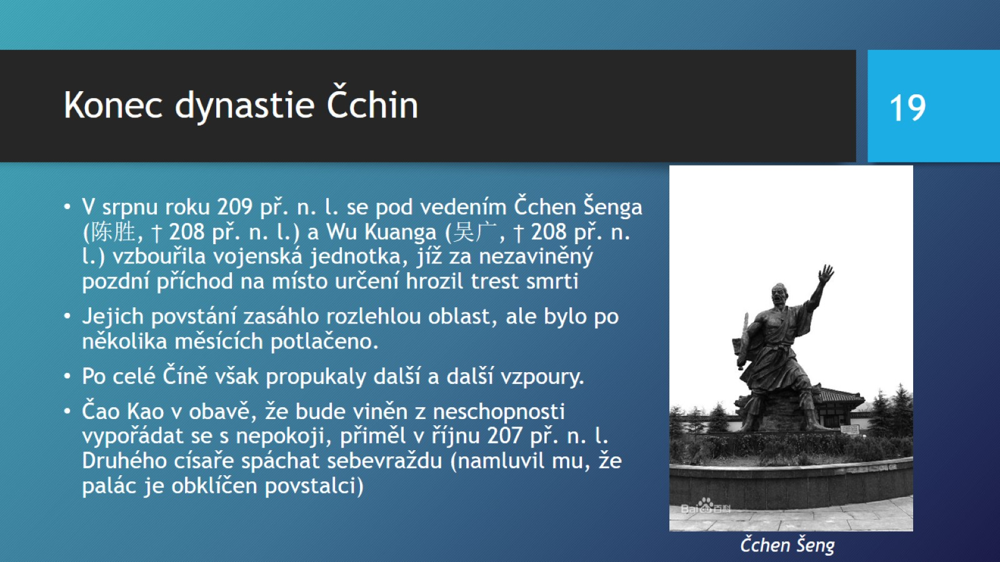 Konec dynastie Čchin
19
• V srpnu roku 209 př. n. l. se pod vedením Čchen Šenga
(陈胜, † 208 př. n. l.) a Wu Kuanga (吴广, † 208 př. n.
l.) vzbouřila vojenská jednotka, jíž za nezaviněný
pozdní příchod na místo určení hrozil trest smrti
• Jejich povstání zasáhlo rozlehlou oblast, ale bylo po
několika měsících potlačeno.
• Po celé Číně však propukaly další a další vzpoury.
• Čao Kao v obavě, že bude viněn z neschopnosti
vypořádat se s nepokoji, přiměl v říjnu 207 př. n. l.
Druhého císaře spáchat sebevraždu (namluvil mu, že
palác je obklíčen povstalci)
Bai百科
Čchen Šeng